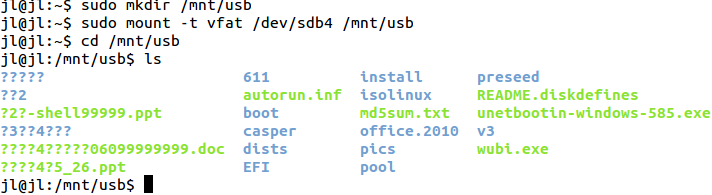 jl@jl:~$ sudo mkdir /mnt/usb
jl@jl:~$ sudo mount -t vfat /dev/sdb4 /mnt/usb
jl@jl:~$ cd /mnt/usb
jl@jl:/mnt/usb$ ls
????? 611 install preseed
??2 autorun.inf isolinux README.diskdefines
?2?-shell99999.ppt boot md5sum.txt unetbootin-windows-585.exe
?3??4??? casper office.2010 v3
????4?????06099999999.doc dists pics wubi.exe
????4?5_26.ppt EFI pool
jl@jl:/mnt/usb$